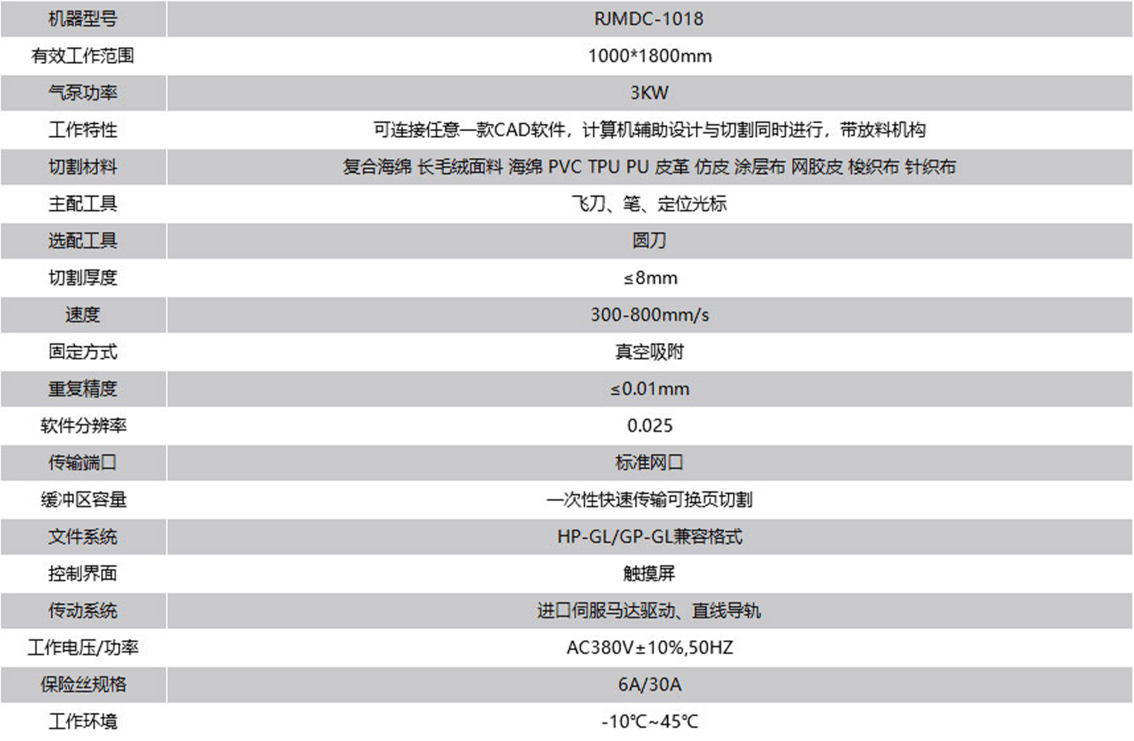 机器型号 RJMDC-1018
有效工作范围 1000*1800mm
气泵功率 3KW
工作特性 可连接任意一款CAD软件，计算机辅助设计与切割同时进行，带放料机构
切割材料 复合海绵 长毛绒面料 海绵 PVC TPU PU 皮革 仿皮 涂层布 网胶皮 梭织布 针织布
主配工具 飞刀、笔、定位光标
选配工具 圆刀
切割厚度 ≤8mm
速度 300-800mm/s
固定方式 真空吸附
重复精度 ≤0.01mm
软件分辨率 0.025
传输端口 标准网口
缓冲区容量 一次性快速传输可换页切割
文件系统 HP-GL/GP-GL兼容格式
控制界面 触摸屏
传动系统 进口伺服马达驱动、直线导轨
工作电压/功率 AC380V±10%,50HZ
保险丝规格 6A/30A
工作环境 -10℃~45℃